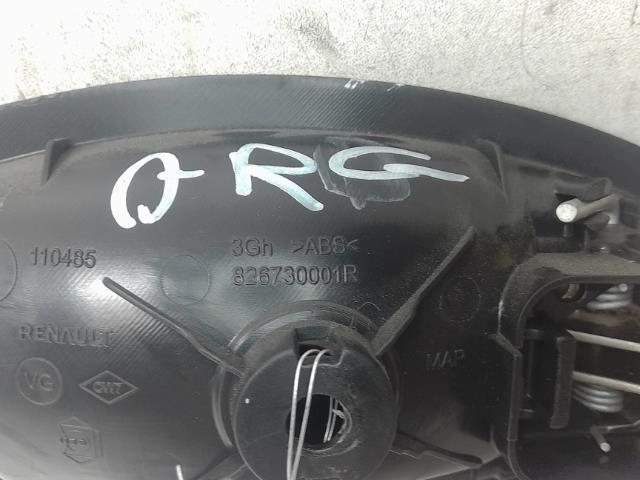 ARG
3Gh >ABS<
110485
826730001R
RENAULT
MAP
VG